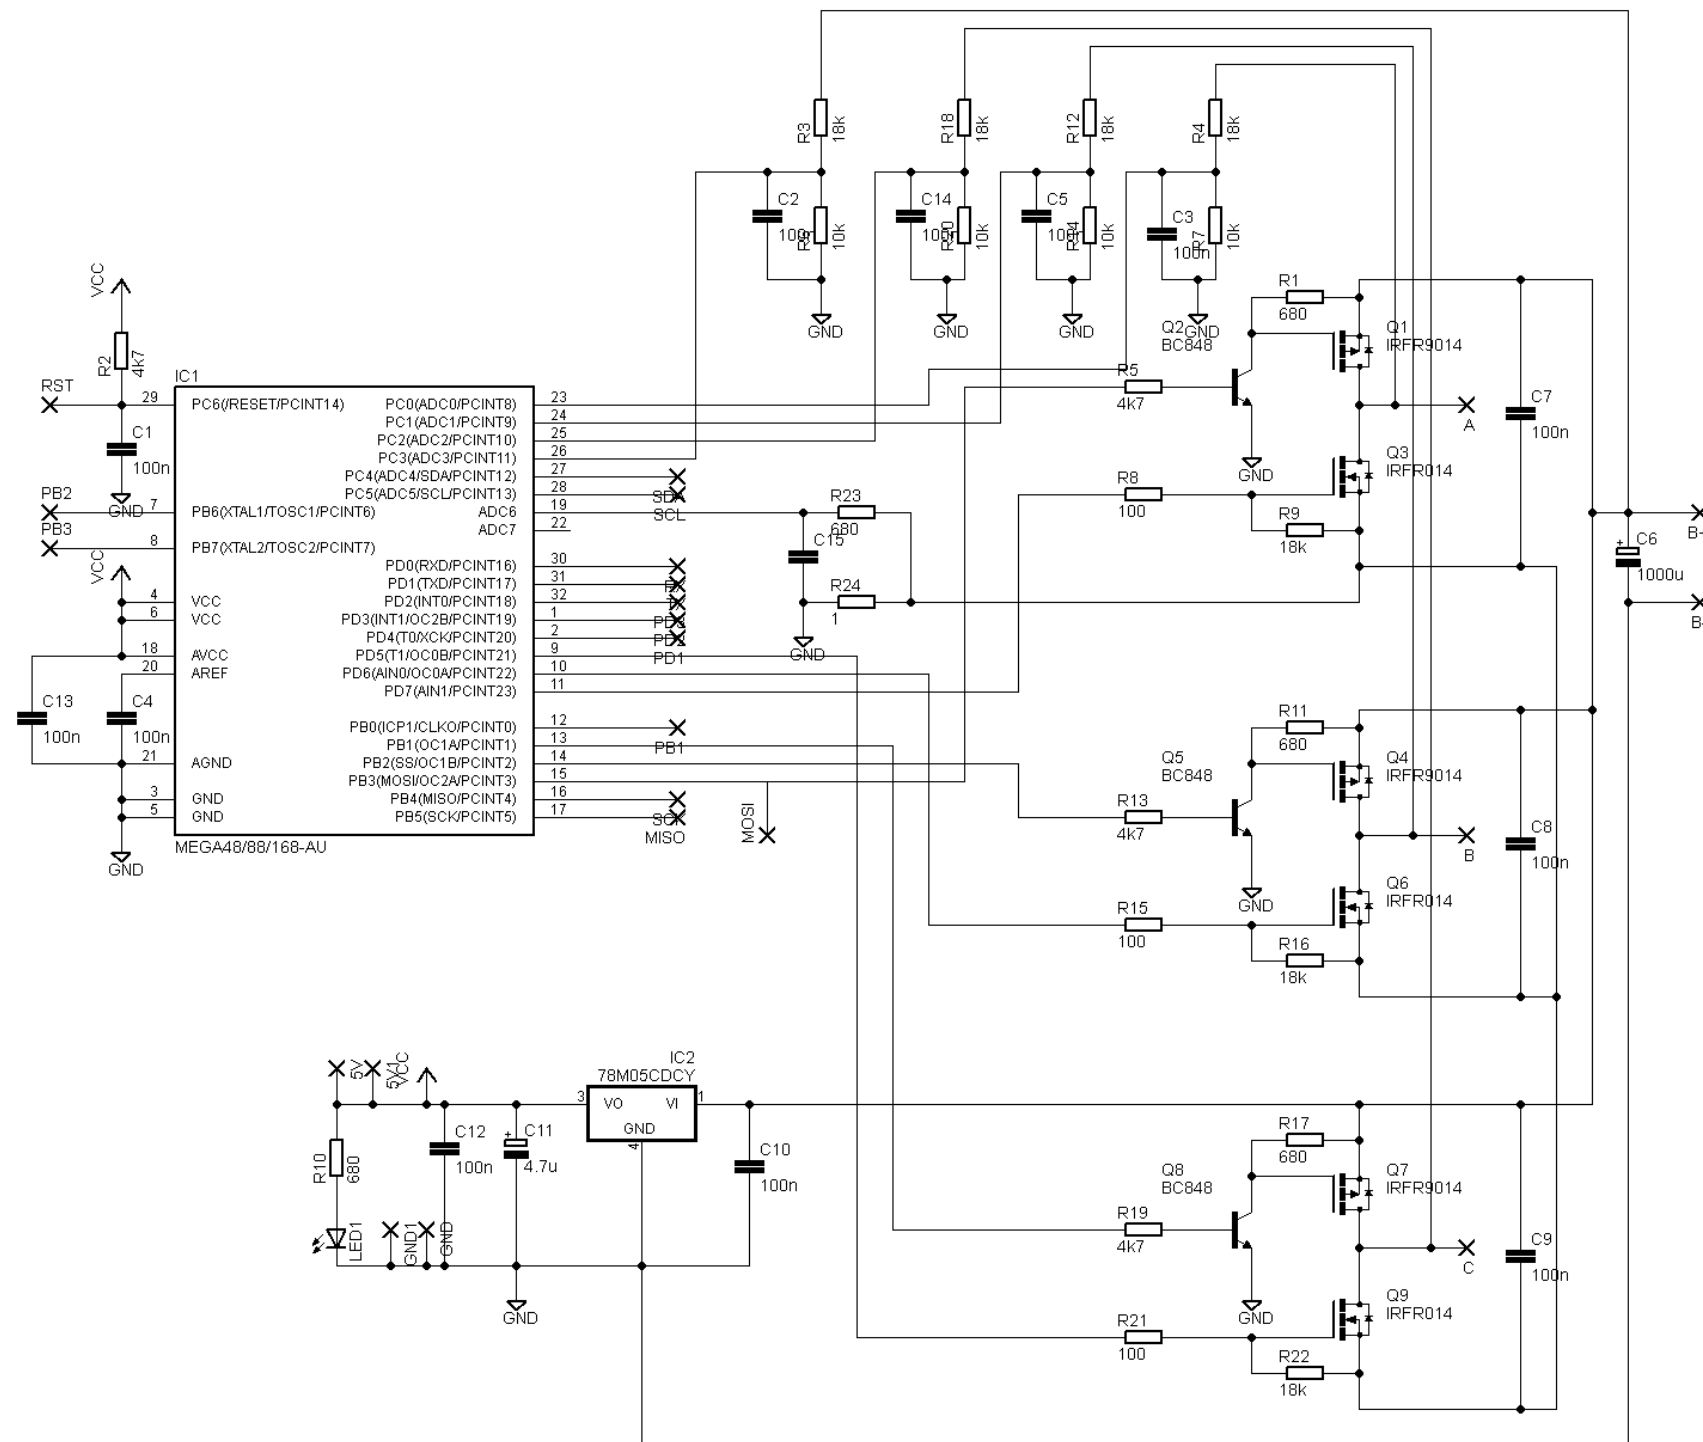 R3
18k
R18
18k
R12
18k
R4
18k
C2
10k
C14
10k
C5
10k
C3
100n
R7
10k
GND
GND
GND
GND
VCC
R2
4k7
RST
IC1
29
PC6(/RESET/PCINT14)
C1
100n
GND
PB2
7
PB6(XTAL1/TOSC1/PCINT6)
PB3
8
PB7(XTAL2/TOSC2/PCINT7)
VCC
4
VCC
6
VCC
18
AVCC
20
AREF
C13
100n
C4
100n
21
AGND
3
GND
5
GND
GND
MEGA48/88/168-AU
PC0(ADC0/PCINT8)
23
PC1(ADC1/PCINT9)
24
PC2(ADC2/PCINT10)
25
PC3(ADC3/PCINT11)
26
PC4(ADC4/SDA/PCINT12)
27
PC5(ADC5/SCL/PCINT13)
28
SDA
ADC6
19
SCL
ADC7
22
PD0(RXD/PCINT16)
30
PD1(TXD/PCINT17)
31
PD2(INT0/PCINT18)
32
PD3(INT1/OC2B/PCINT19)
1
PD3
PD4(T0/XCK/PCINT20)
2
PD2
PD5(T1/OC0B/PCINT21)
9
PD1
PD6(AIN0/OC0A/PCINT22)
10
PD7(AIN1/PCINT23)
11
PB0(ICP1/CLKO/PCINT0)
12
PB1(OC1A/PCINT1)
13
PB1
PB2(SS/OC1B/PCINT2)
14
PB3(MOSI/OC2A/PCINT3)
15
PB4(MISO/PCINT4)
16
PB5(SCK/PCINT5)
17
SCK
MISO
MOSI
R23
680
C15
R24
1
GND
R1
680
Q2
BC848
Q1
IRFR9014
R5
4k7
GND
A
C7
100n
Q3
IRFR014
R8
100
R9
18k
B+
C6
1000u
B-
R11
680
Q5
BC848
Q4
IRFR9014
R13
4k7
GND
B
C8
100n
Q6
IRFR014
R15
100
R16
18k
5V
5V1
VCC
IC2
78M05CDCY
3
VO
VI
1
GND
4
R10
680
C12
100n
C11
4.7u
C10
100n
LED1
GND1
GND
GND
R17
680
Q8
BC848
Q7
IRFR9014
R19
4k7
GND
C
C9
100n
Q9
IRFR014
R21
100
R22
18k